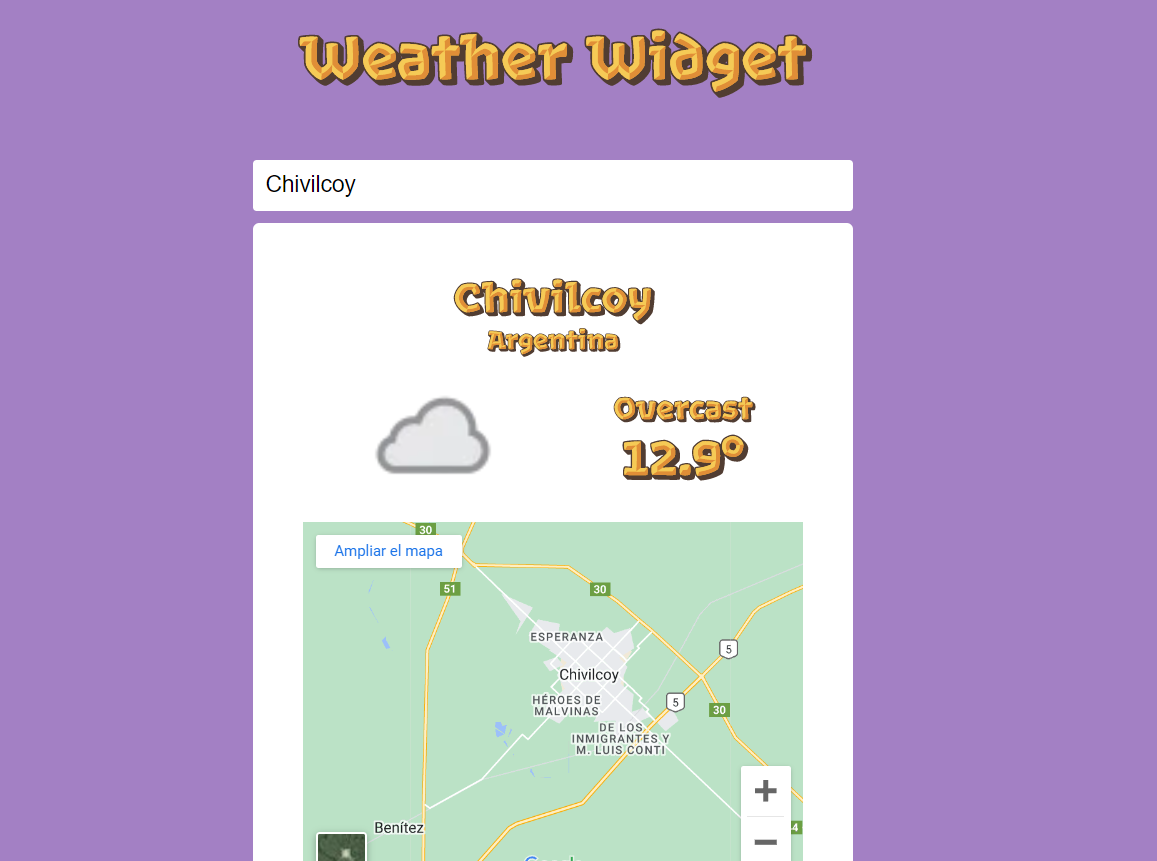 Weather Widget
Chivilcoy
Chivilcoy
Argentina
Overcast
12.9º
30
Ampliar el mapa
51
30
ESPERANZA
5
Chivilcoy
HÉROES DE
MALVINAS
5
30
DE LOS
INMIGRANTES Y
M. LUIS CONTI
+
Benítez
4
−